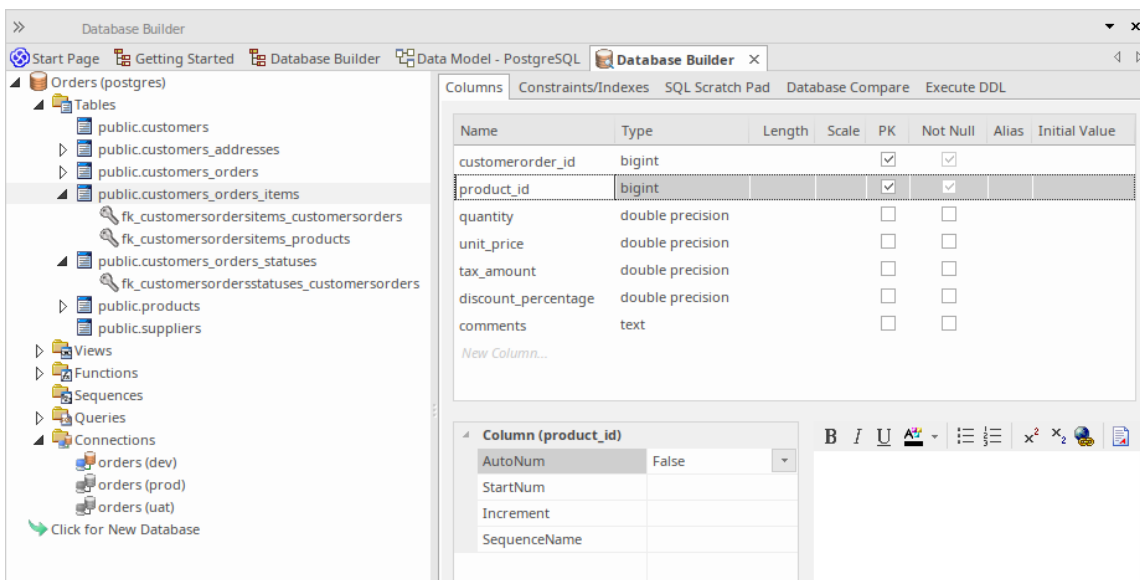 Database Builder
Start Page Getting Started Database Builder Data Model - PostgreSQL Database Builder
Orders (postgres)
Tables
public.customers
public.customers_addresses
public.customers_orders
public.customers_orders_items
fk_customersordersitems_customersorders
fk_customersordersitems_products
public.customers_orders_statuses
fk_customersordersstatuses_customersorders
public.products
public.suppliers
Views
Functions
Sequences
Queries
Connections
orders (dev)
orders (prod)
orders (uat)
Click for New Database
Columns Constraints/Indexes SQL Scratch Pad Database Compare Execute DDL
Name Type Length Scale PK Not Null Alias Initial Value
customerorder_id bigint
product_id bigint
quantity double precision
unit_price double precision
tax_amount double precision
discount_percentage double precision
comments text
New Column...
Column (product_id)
AutoNum False
StartNum
Increment
SequenceName
B I U A x² x₂